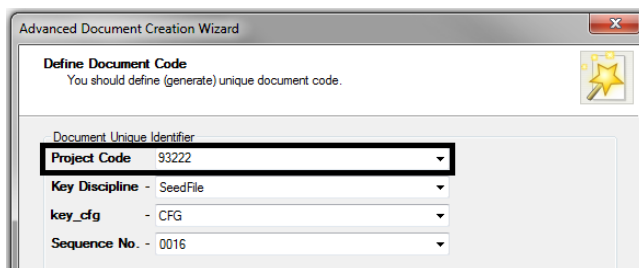 Advanced Document Creation Wizard
Define Document Code
You should define (generate) unique document code.
Document Unique Identifier
Project Code 93222
Key Discipline - SeedFile
key_cfg - CFG
Sequence No. - 0016